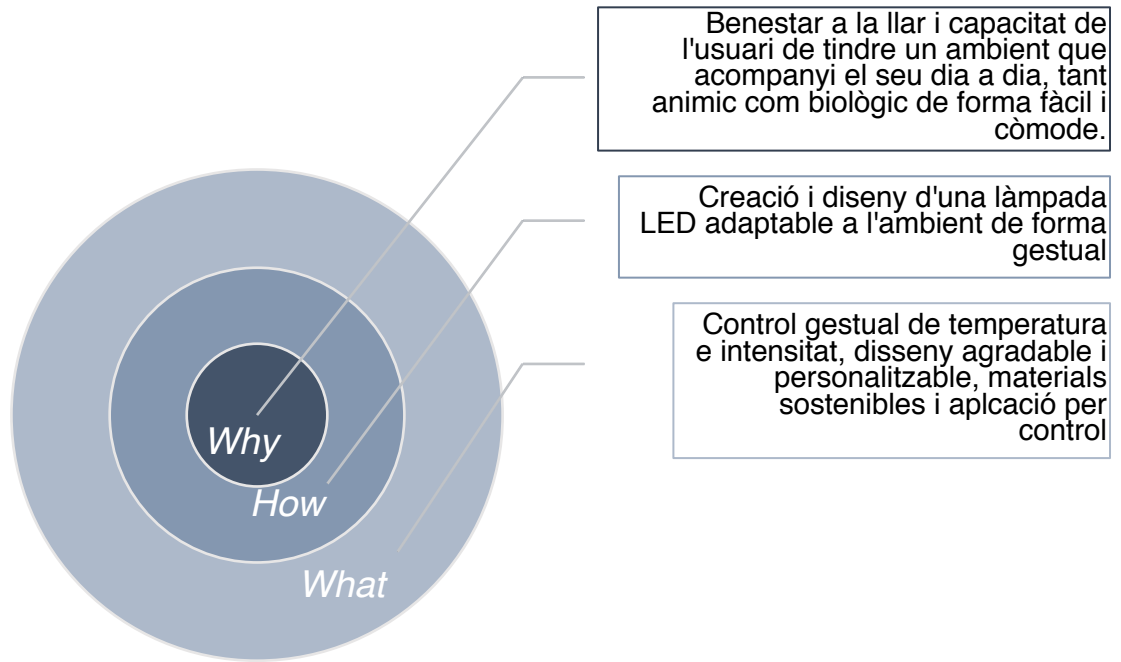 Benestar a la llar i capacitat de
l'usuari de tindre un ambient que
acompanyi el seu dia a dia, tant
animic com biològic de forma fàcil i
còmode.
Creació i diseny d'una làmpada
LED adaptable a l'ambient de forma
gestual
Control gestual de temperatura
e intensitat, disseny agradable i
personalitzable, materials
sostenibles i aplcació per
control
Why
How
What